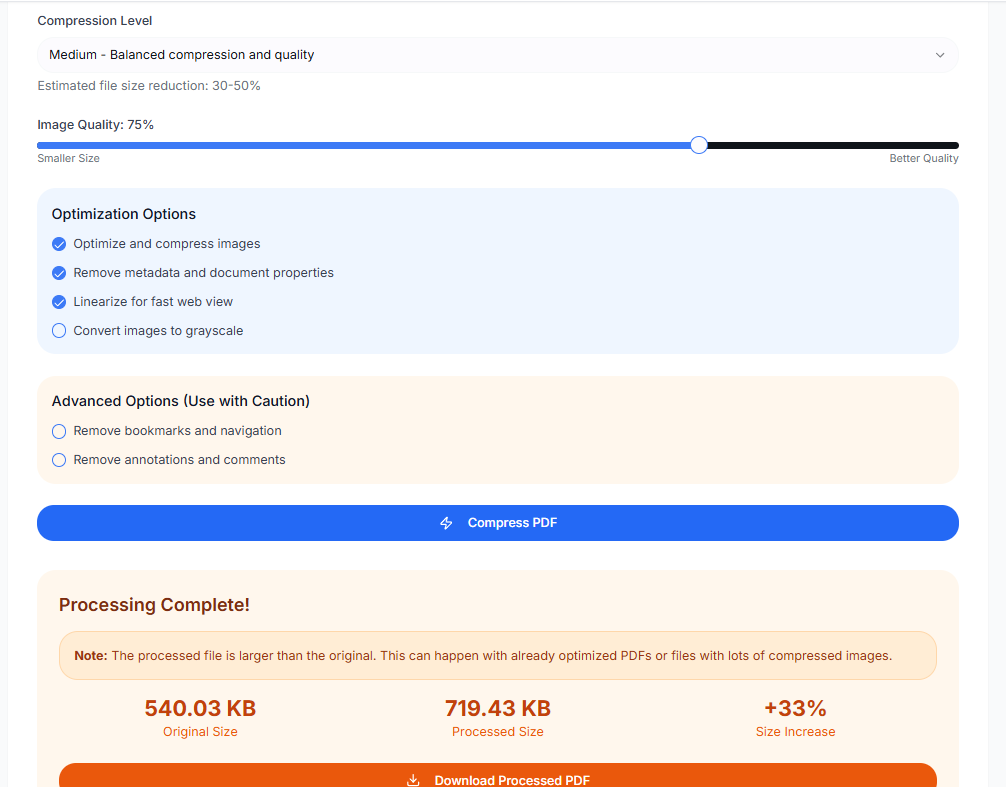 Compression Level
Medium - Balanced compression and quality
Estimated file size reduction: 30-50%
Image Quality: 75%
Smaller Size
Better Quality
Optimization Options
Optimize and compress images
Remove metadata and document properties
Linearize for fast web view
Convert images to grayscale
Advanced Options (Use with Caution)
Remove bookmarks and navigation
Remove annotations and comments
Compress PDF
Processing Complete!
Note: The processed file is larger than the original. This can happen with already optimized PDFs or files with lots of compressed images.
540.03 KB
Original Size
719.43 KB
Processed Size
+33%
Size Increase
Download Processed PDF